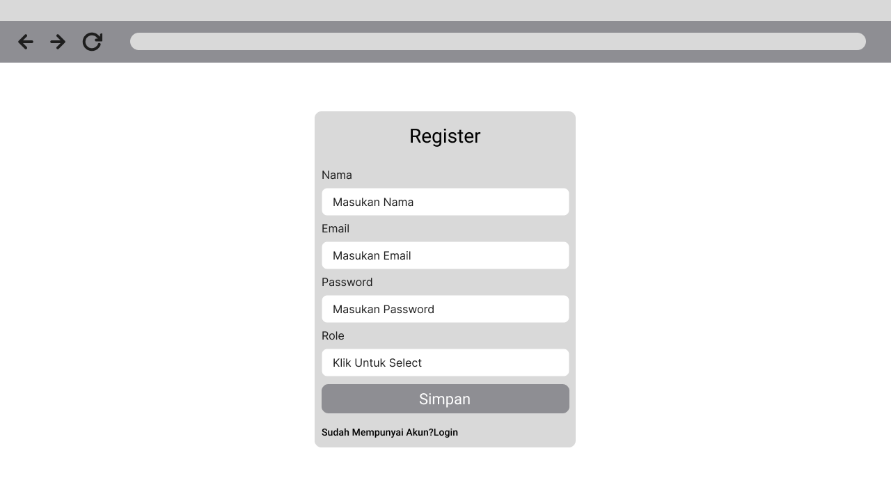 Register
Nama
Masukan Nama
Email
Masukan Email
Password
Masukan Password
Role
Klik Untuk Select
Simpan
Sudah Mempunyai Akun?Login